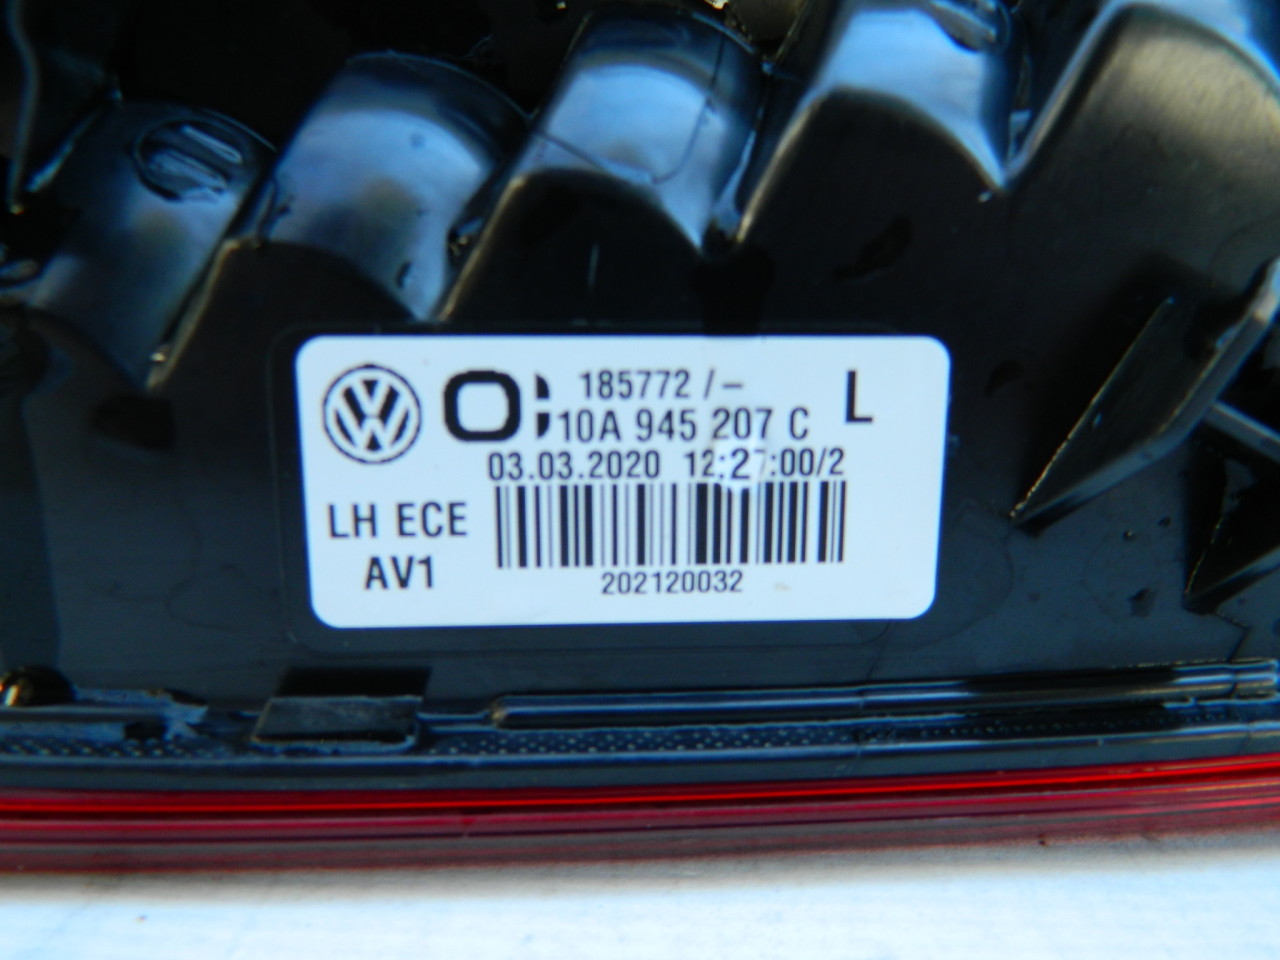 185772 / - L
10A 945 207 C
03.03.2020 12:27:00/2
LH ECE
AV1
202120032